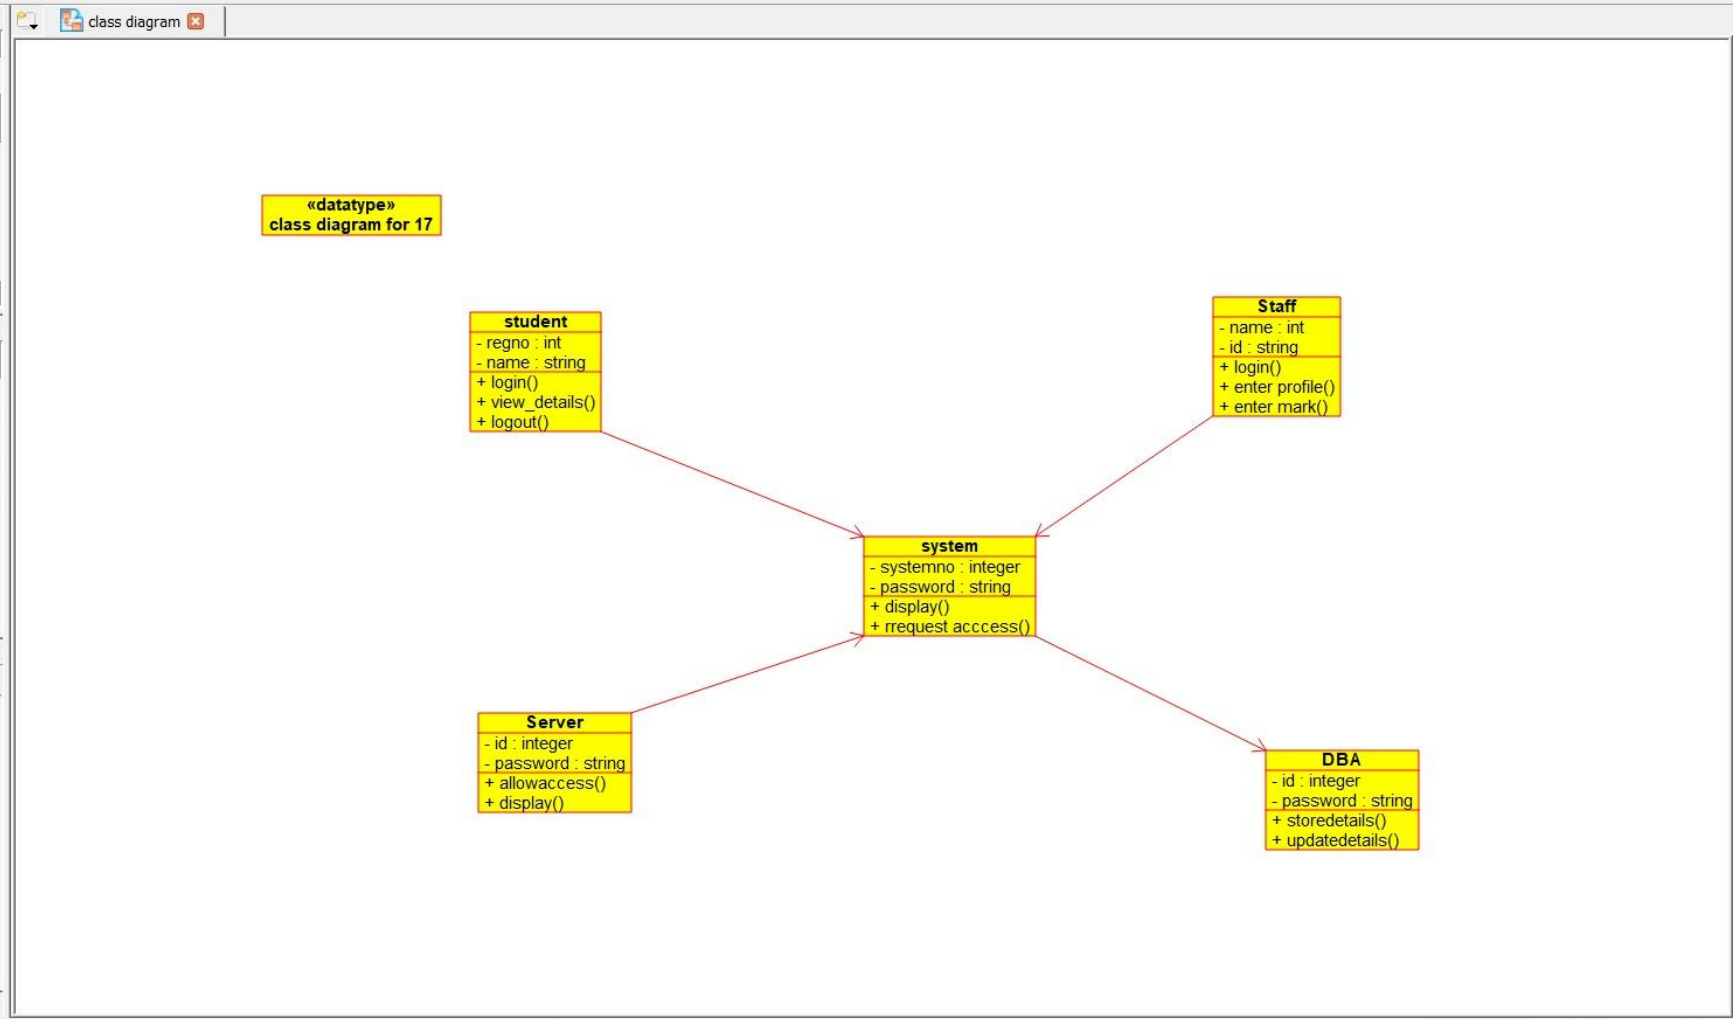 class diagram
«datatype»
class diagram for 17
student
- regno : int
- name : string
+ login()
+ view_details()
+ logout()
Staff
- name : int
- id : string
+ login()
+ enter profile()
+ enter mark()
system
- systemno : integer
- password : string
+ display()
+ rrequest acccess()
Server
- id : integer
- password : string
+ allowaccess()
+ display()
DBA
- id : integer
- password : string
+ storedetails()
+ updatedetails()